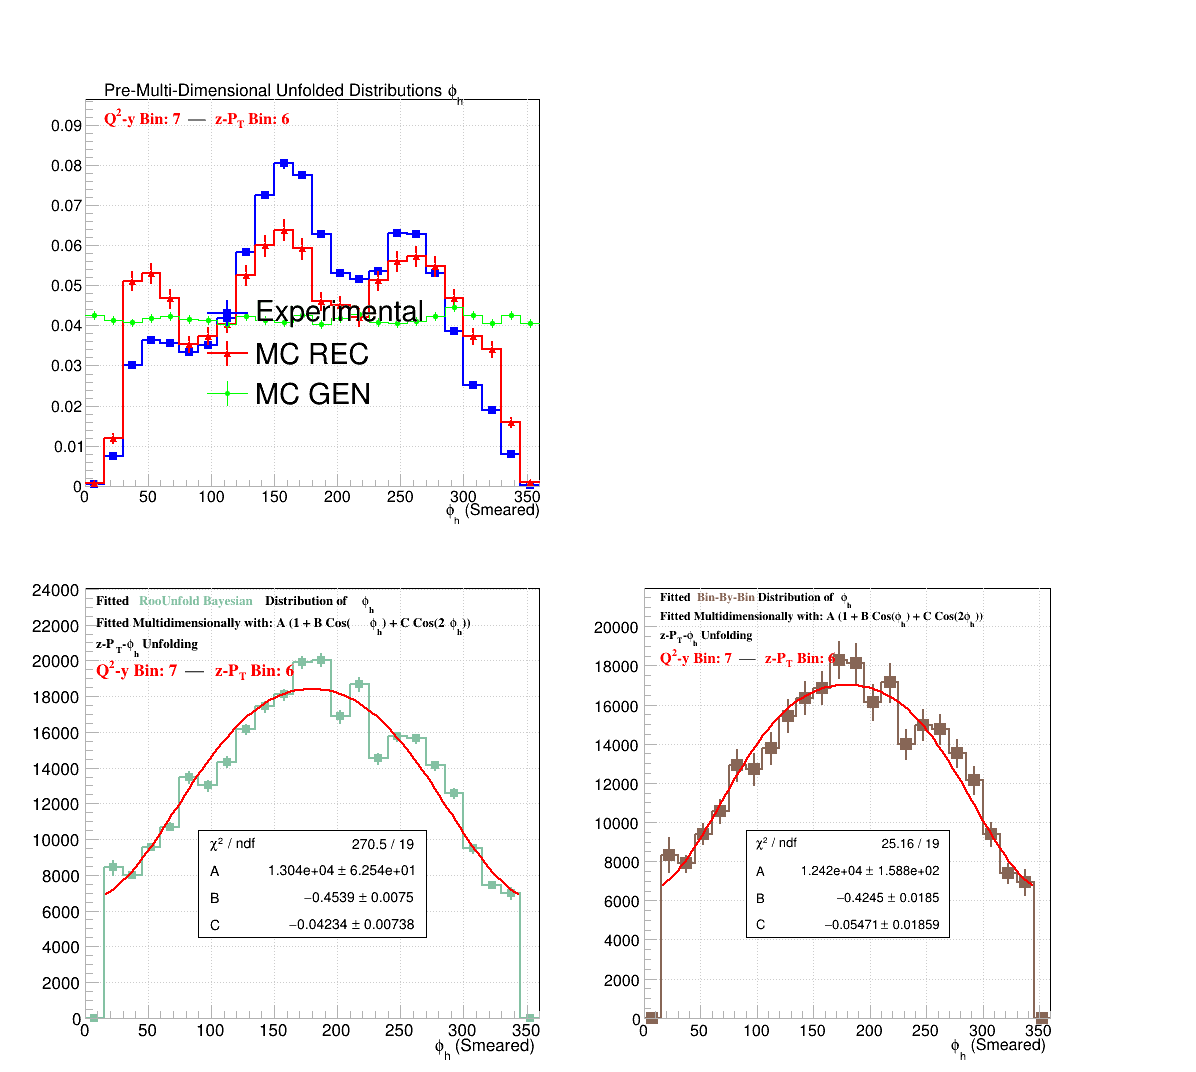 Pre-Multi-Dimensional Unfolded Distributions ϕh
Q2-y Bin: 7 — z-PT Bin: 6
0.09
0.08
0.07
0.06
0.05
0.04
0.03
0.02
0.01
0
Experimental
MC REC
MC GEN
0 50 100 150 200 250 300 350
ϕh (Smeared)
Fitted RooUnfold Bayesian Distribution of ϕh
Fitted Multidimensionally with: A (1 + B Cos(ϕh) + C Cos(2 ϕh))
z-PT-ϕh Unfolding
Q2-y Bin: 7 — z-PT Bin: 6
24000
22000
20000
18000
16000
14000
12000
10000
8000
6000
4000
2000
0
χ2 / ndf 270.5 / 19
A 1.304e+04 ± 6.254e+01
B −0.4539 ± 0.0075
C −0.04234 ± 0.00738
0 50 100 150 200 250 300 350
ϕh (Smeared)
Fitted Bin-By-Bin Distribution of ϕh
Fitted Multidimensionally with: A (1 + B Cos(ϕh) + C Cos(2ϕh))
z-PT-ϕh Unfolding
Q2-y Bin: 7 — z-PT Bin: 6
20000
18000
16000
14000
12000
10000
8000
6000
4000
2000
0
χ2 / ndf 25.16 / 19
A 1.242e+04 ± 1.588e+02
B −0.4245 ± 0.0185
C −0.05471 ± 0.01859
0 50 100 150 200 250 300 350
ϕh (Smeared)